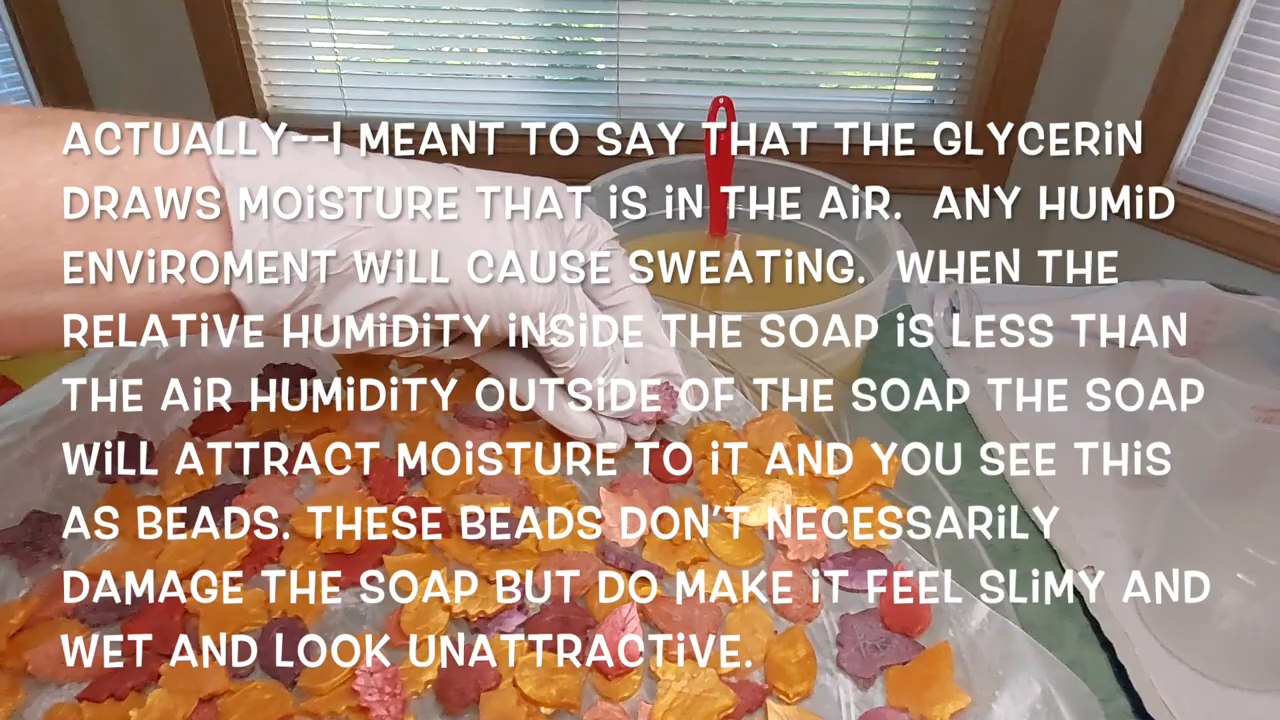 ACTUALLY--I MEANT TO SAY THAT THE GLYCERiN
DRAWS MOiSTURE THAT iS iN THE AiR.  ANY HUMiD
ENViROMENT WiLL CAUSE SWEATiNG.  WHEN THE
RELATiVE HUMiDiTY iNSiDE THE SOAP iS LESS THAN
THE AiR HUMiDiTY OUTSiDE OF THE SOAP THE SOAP
WiLL ATTRACT MOiSTURE TO iT AND YOU SEE THiS
AS BEADS. THESE BEADS DON'T NECESSARiLY
DAMAGE THE SOAP BUT DO MAKE iT FEEL SLiMY AND
WET AND LOOK UNATTRACTiVE.